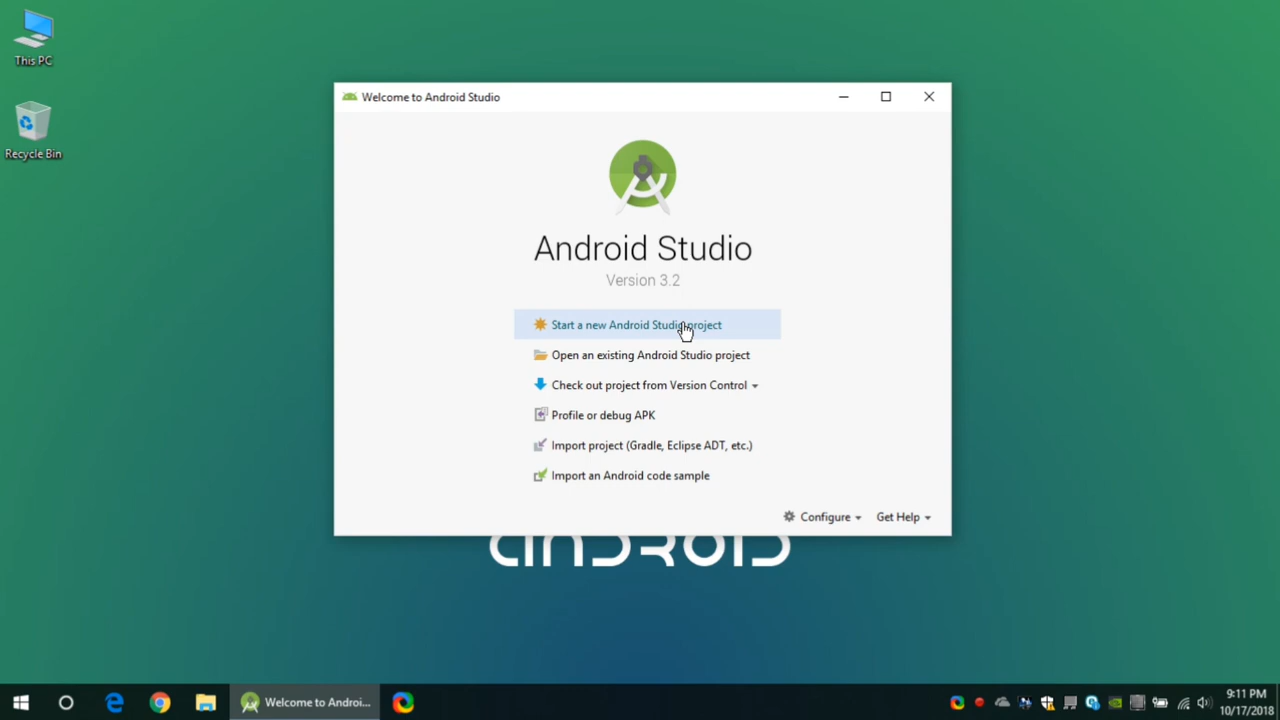 This PC
Recycle Bin
Welcome to Android Studio
Android Studio
Version 3.2
Start a new Android Studio project
Open an existing Android Studio project
Check out project from Version Control
Profile or debug APK
Import project (Gradle, Eclipse ADT, etc.)
Import an Android code sample
Configure
Get Help
ANDROID
Welcome to Androi...
9:11 PM
10/17/2018